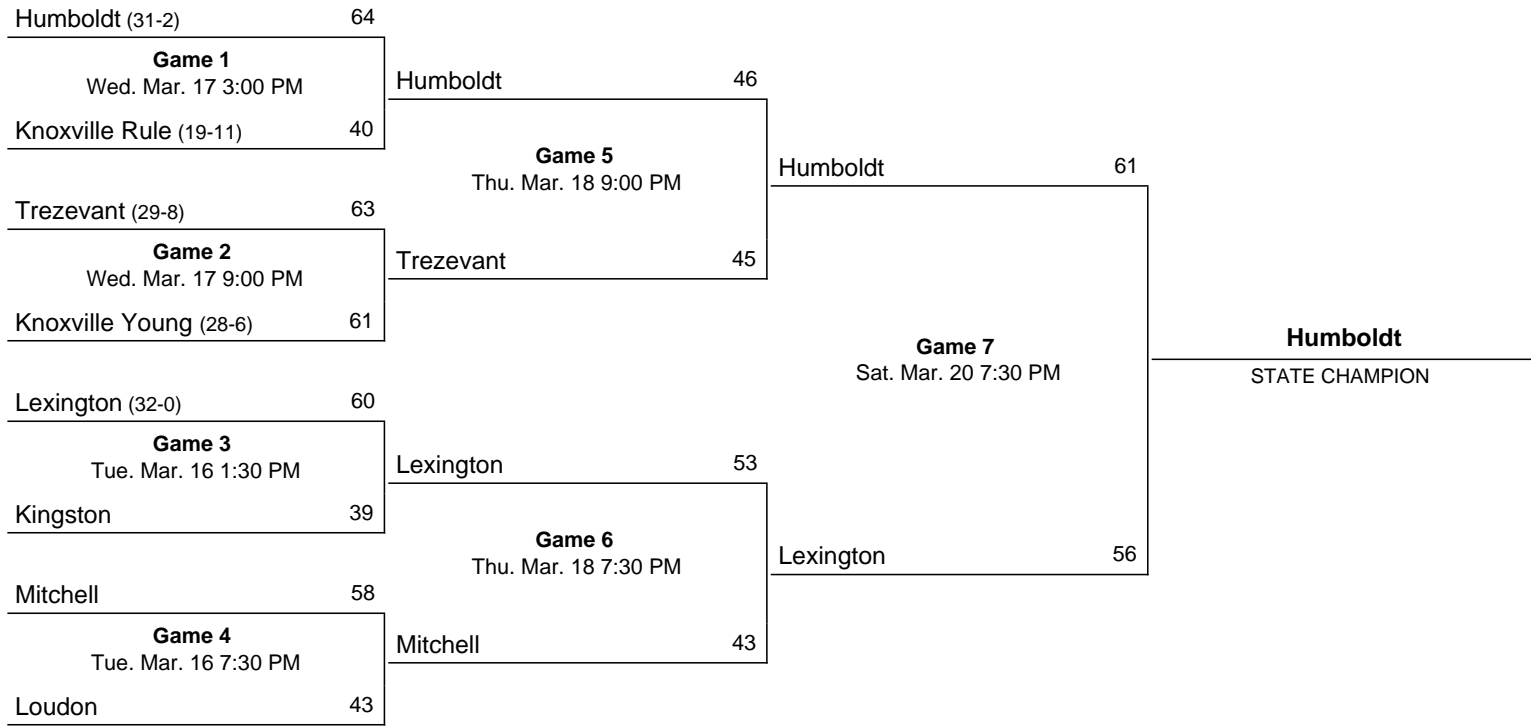 Humboldt (31-2) 64
Game 1
Wed. Mar. 17 3:00 PM
Knoxville Rule (19-11) 40
Trezevant (29-8) 63
Game 2
Wed. Mar. 17 9:00 PM
Knoxville Young (28-6) 61
Lexington (32-0) 60
Game 3
Tue. Mar. 16 1:30 PM
Kingston 39
Mitchell 58
Game 4
Tue. Mar. 16 7:30 PM
Loudon 43
Humboldt 46
Game 5
Thu. Mar. 18 9:00 PM
Trezevant 45
Lexington 53
Game 6
Thu. Mar. 18 7:30 PM
Mitchell 43
Humboldt 61
Game 7
Sat. Mar. 20 7:30 PM
Lexington 56
Humboldt
STATE CHAMPION